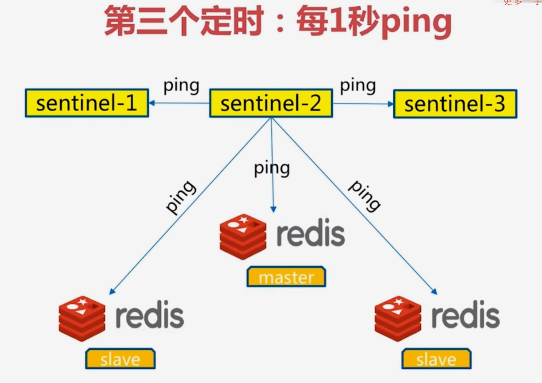 第三个定时：每1秒ping
ping
ping
sentinel-1
sentinel-2
sentinel-3
ping
ping
ping
redis
master
redis
redis
slave
slave